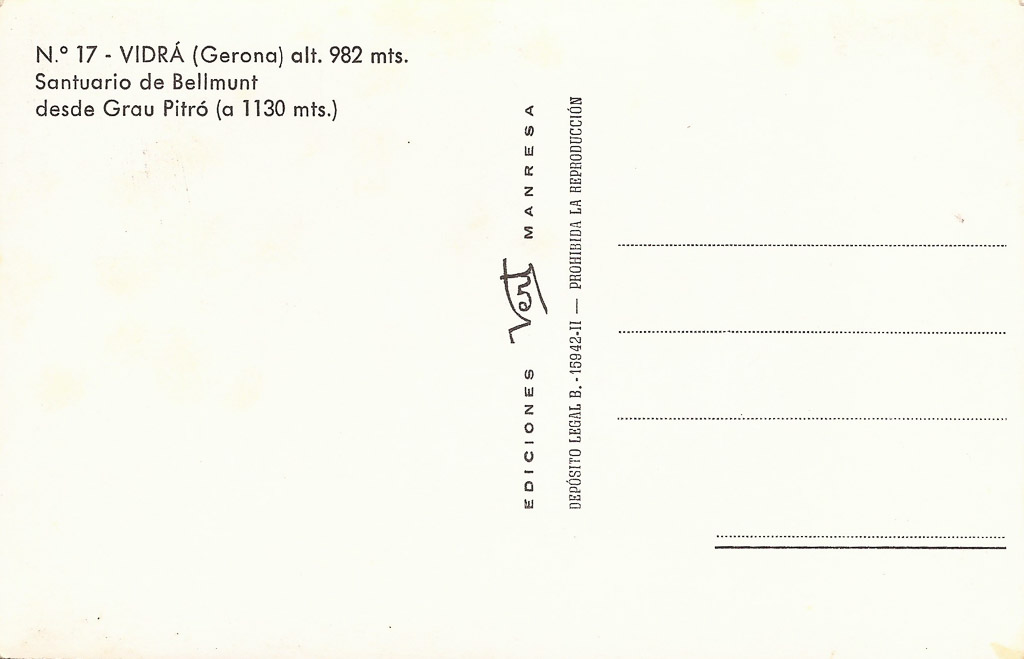 N.º 17 - VIDRÁ (Gerona) alt. 982 mts.
Santuario de Bellmunt
desde Grau Pitró (a 1130 mts.)
EDICIONES Vert MANRESA
DEPÓSITO LEGAL B. - 15942-II — PROHIBIDA LA REPRODUCCIÓN